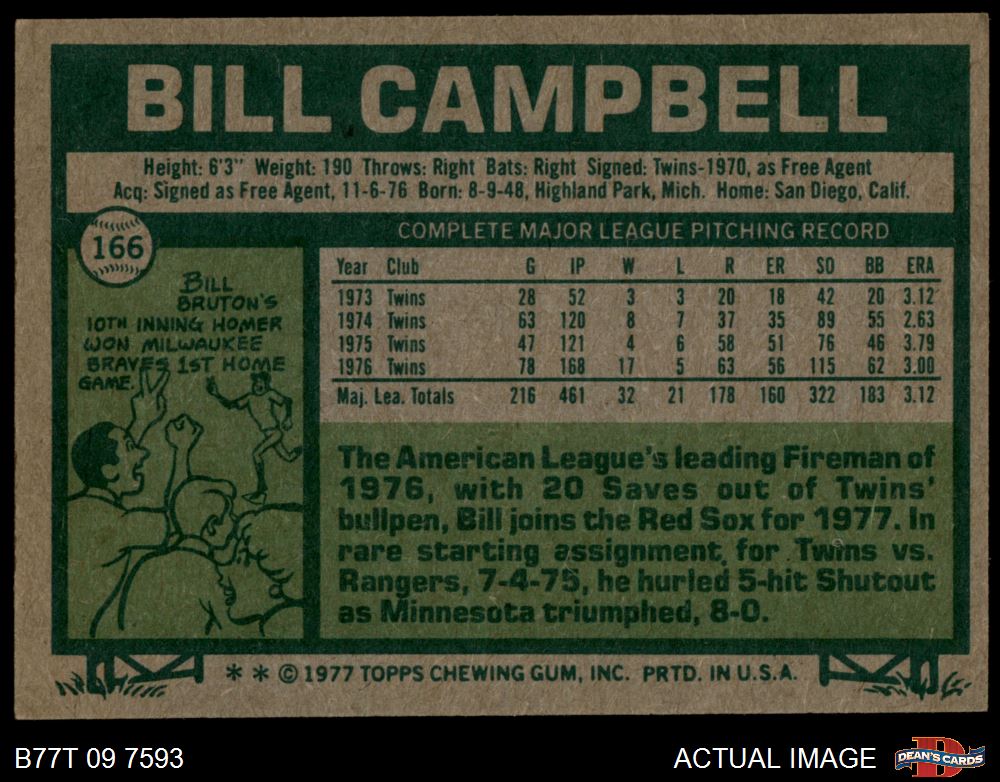 BILL CAMPBELL
Height: 6'3" Weight: 190 Throws: Right Bats: Right Signed: Twins-1970, as Free Agent
Acq: Signed as Free Agent, 11-6-76 Born: 8-9-48, Highland Park, Mich. Home: San Diego, Calif.
166
BILL
BRUTON'S
10TH INNING HOMER
WON MILWAUKEE
BRAVES 1ST HOME
GAME.
COMPLETE MAJOR LEAGUE PITCHING RECORD
Year Club G IP W L R ER SO BB ERA
1973 Twins 28 52 3 3 20 18 42 20 3.12
1974 Twins 63 120 8 7 37 35 89 55 2.63
1975 Twins 47 121 4 6 58 51 76 46 3.79
1976 Twins 78 168 17 5 63 56 115 62 3.00
Maj. Lea. Totals 216 461 32 21 178 160 322 183 3.12
The American League's leading Fireman of
1976, with 20 Saves out of Twins'
bullpen, Bill joins the Red Sox for 1977. In
rare starting assignment for Twins vs.
Rangers, 7-4-75, he hurled 5-hit Shutout
as Minnesota triumphed, 8-0.
* * © 1977 TOPPS CHEWING GUM, INC. PRTD. IN U.S.A.
B77T 09 7593
ACTUAL IMAGE
D
DEAN'S CARDS